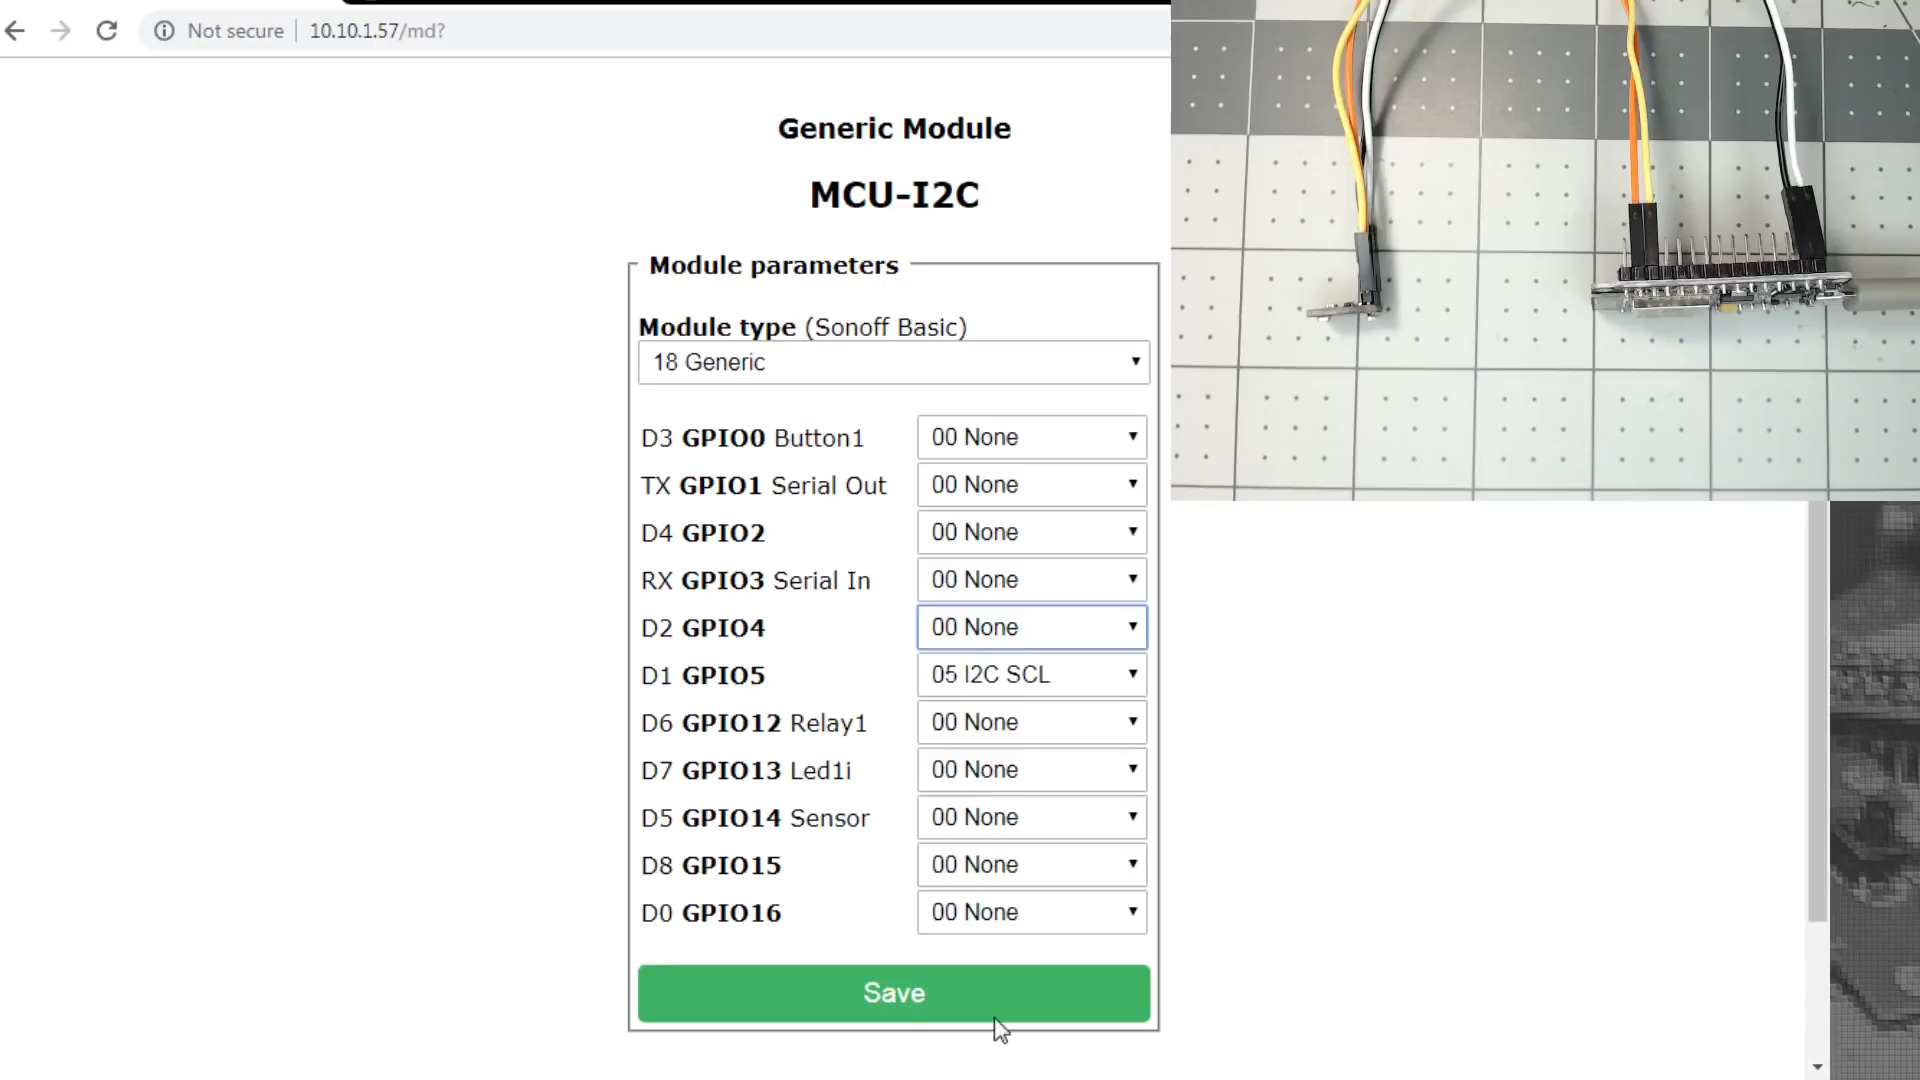 Not secure
10.10.1.57/md?
Generic Module
MCU-I2C
Module parameters
Module type (Sonoff Basic)
18 Generic
D3 GPIO0 Button1 00 None
TX GPIO1 Serial Out 00 None
D4 GPIO2 00 None
RX GPIO3 Serial In 00 None
D2 GPIO4 00 None
D1 GPIO5 05 I2C SCL
D6 GPIO12 Relay1 00 None
D7 GPIO13 Led1i 00 None
D5 GPIO14 Sensor 00 None
D8 GPIO15 00 None
D0 GPIO16 00 None
Save